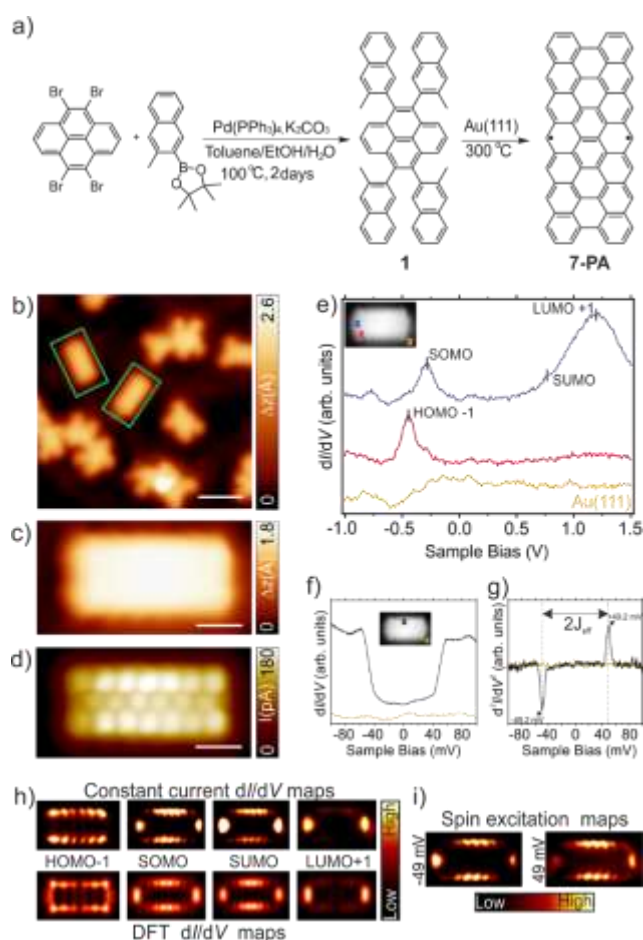 a)
Br
Br
Br
Br
+
B
O
O
Pd(PPh3)4,K2CO3
Toluene/EtOH/H2O
100°C, 2days
1
Au(111)
300 °C
7-PA
b)
2.6
Δz(Å)
0
c)
1.8
Δz(Å)
0
d)
180
I(pA)
0
e)
dI/dV (arb. units)
LUMO +1
SOMO
SUMO
HOMO -1
Au(111)
-1.0 -0.5 0.0 0.5 1.0 1.5
Sample Bias (V)
f)
dI/dV (arb. units)
-80 -40 0 40 80
Sample Bias (mV)
g)
d²I/dV² (arb. units)
2Jeff
-80 -40 0 40 80
Sample Bias (mV)
h)
Constant current dI/dV maps
HOMO-1 SOMO SUMO LUMO+1
DFT dI/dV maps
High
Low
i)
Spin excitation maps
-49 mV
49 mV
Low High